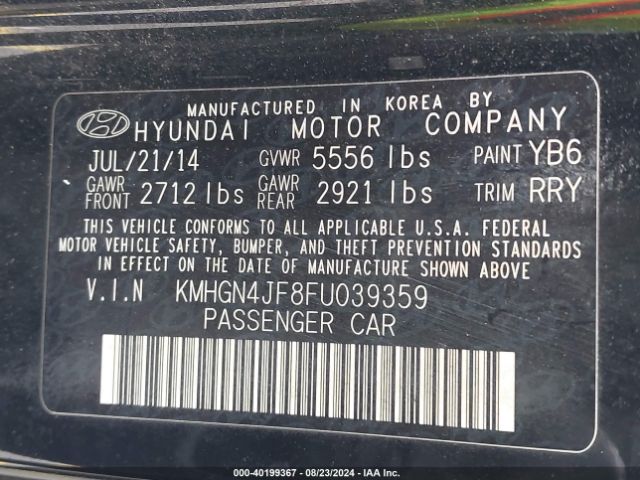 MANUFACTURED IN KOREA BY
HYUNDAI MOTOR COMPANY
JUL/21/14 GVWR 5556 lbs PAINT YB6
GAWR FRONT 2712 lbs GAWR REAR 2921 lbs TRIM RRY
THIS VEHICLE CONFORMS TO ALL APPLICABLE U.S.A. FEDERAL
MOTOR VEHICLE SAFETY, BUMPER, AND THEFT PREVENTION STANDARDS
IN EFFECT ON THE DATE OF MANUFACTURE SHOWN ABOVE
V.I.N KMHGN4JF8FU039359
PASSENGER CAR
000-40199367 - 08/23/2024 - IAA Inc.